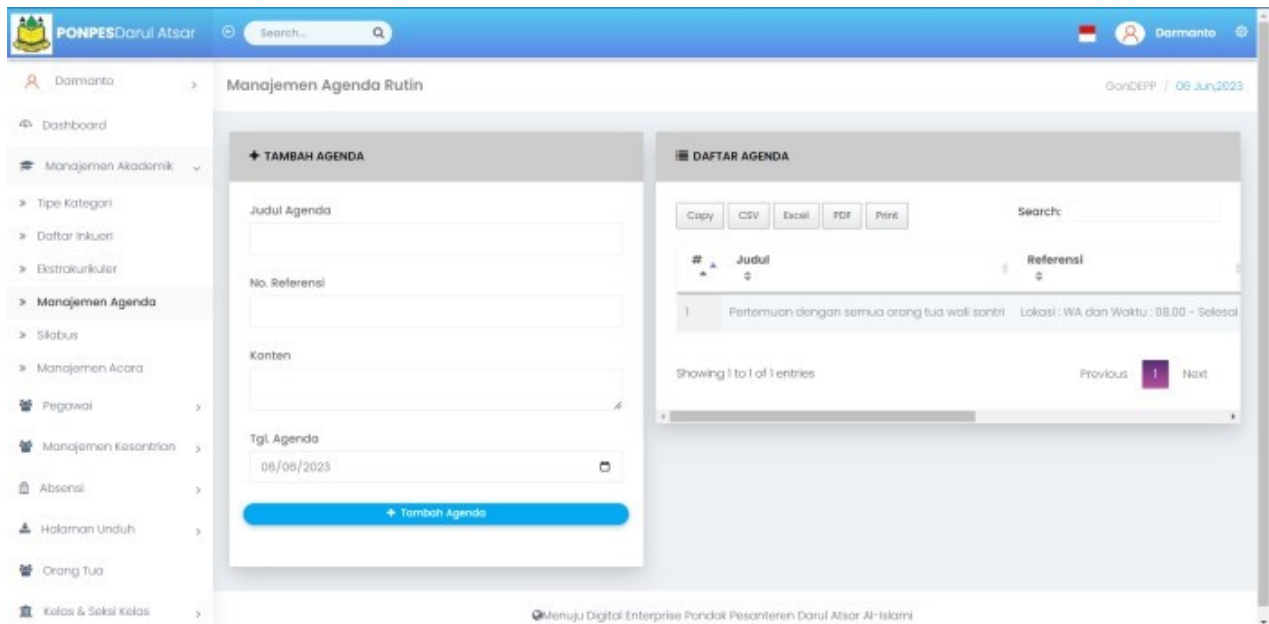 PONPESDarul Atsar
Search...
Darmanto
Darmanto
Manajemen Agenda Rutin
GonDEPP / 06 Jun,2023
Dashboard
Manajemen Akademik
Tipe Kategori
Daftar Inkueri
Ekstrakurikuler
Manajemen Agenda
Silabus
Manajemen Acara
Pegawai
Manajemen Kesantrian
Absensi
Halaman Unduh
Orang Tua
Kelas & Seksi Kelas
+ TAMBAH AGENDA
Judul Agenda
No. Referensi
Konten
Tgl. Agenda
06/06/2023
+ Tambah Agenda
DAFTAR AGENDA
Copy CSV Excel PDF Print Search:
# Judul Referensi
1 Pertemuan dengan semua orang tua wali santri Lokasi : WA dan Waktu : 08.00 - Selesai
Showing 1 to 1 of 1 entries
Previous 1 Next
Menuju Digital Enterprise Pondok Pesanteren Darul Atsar Al-Islami